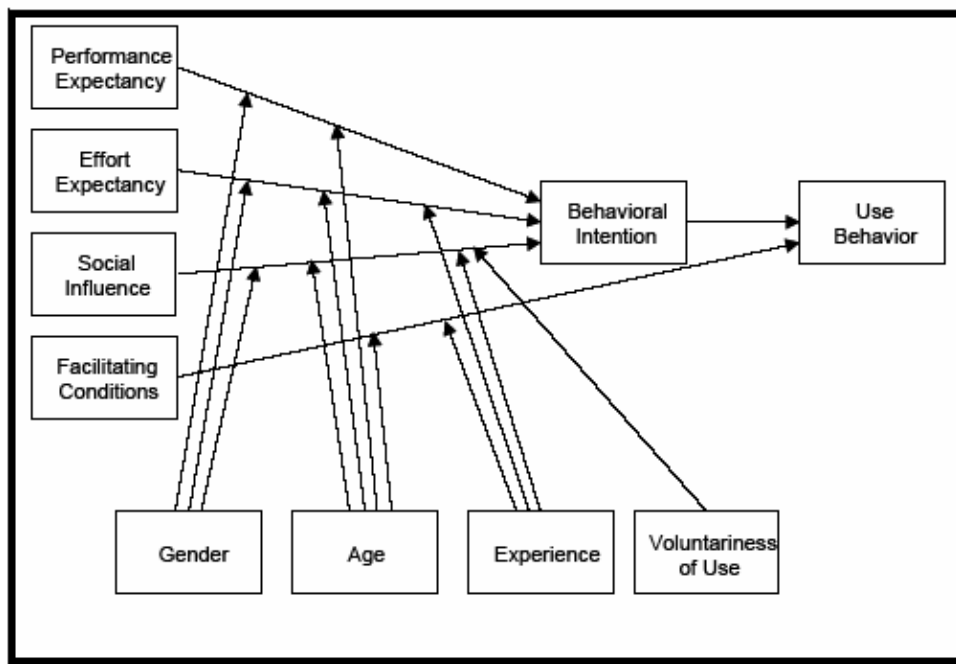 Performance
Expectancy
Effort
Expectancy
Social
Influence
Facilitating
Conditions
Behavioral
Intention
Use
Behavior
Gender
Age
Experience
Voluntariness
of Use